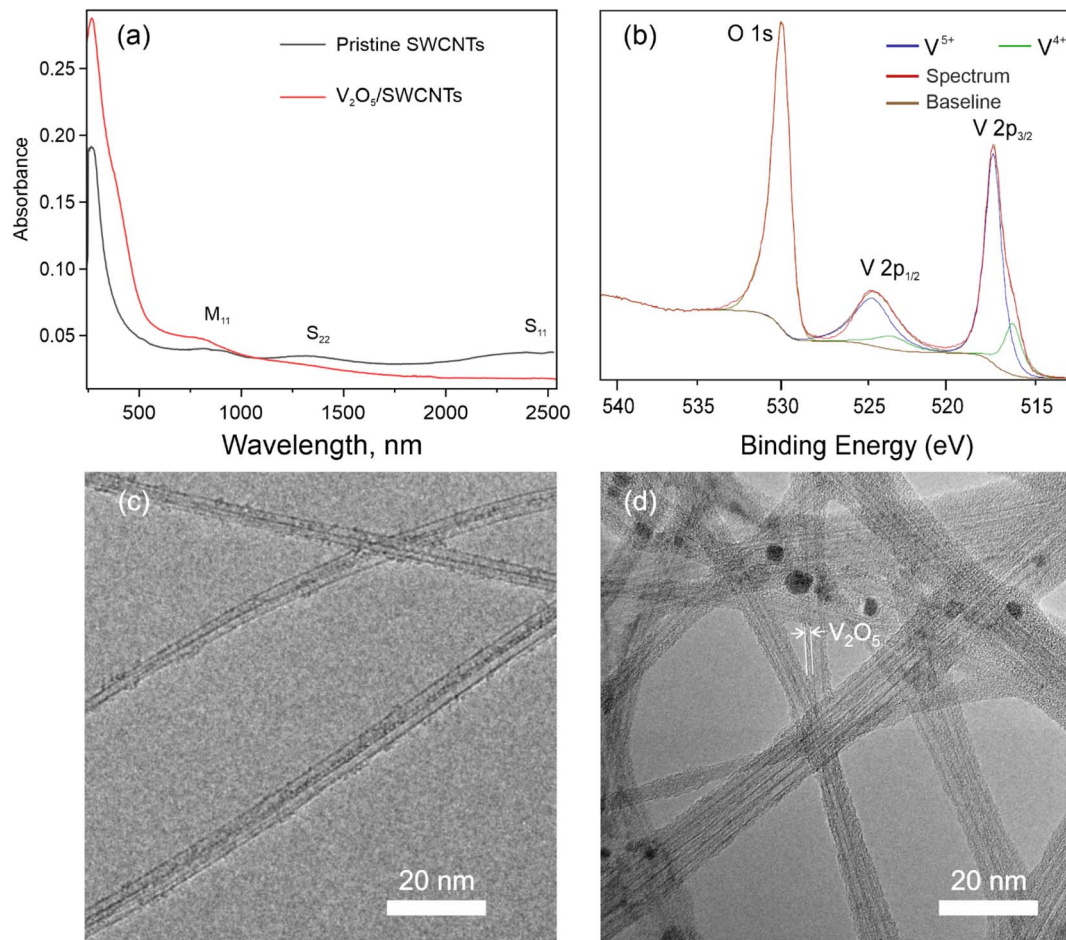 (a)
Pristine SWCNTs
V₂O₅/SWCNTs
0.25
0.20
0.15
0.10
0.05
Absorbance
M₁₁
S₂₂
S₁₁
500
1000
1500
2000
2500
Wavelength, nm
(b)
O 1s
V⁵⁺
V⁴⁺
Spectrum
Baseline
V 2p₃/₂
V 2p₁/₂
540
535
530
525
520
515
Binding Energy (eV)
(c)
20 nm
(d)
V₂O₅
20 nm